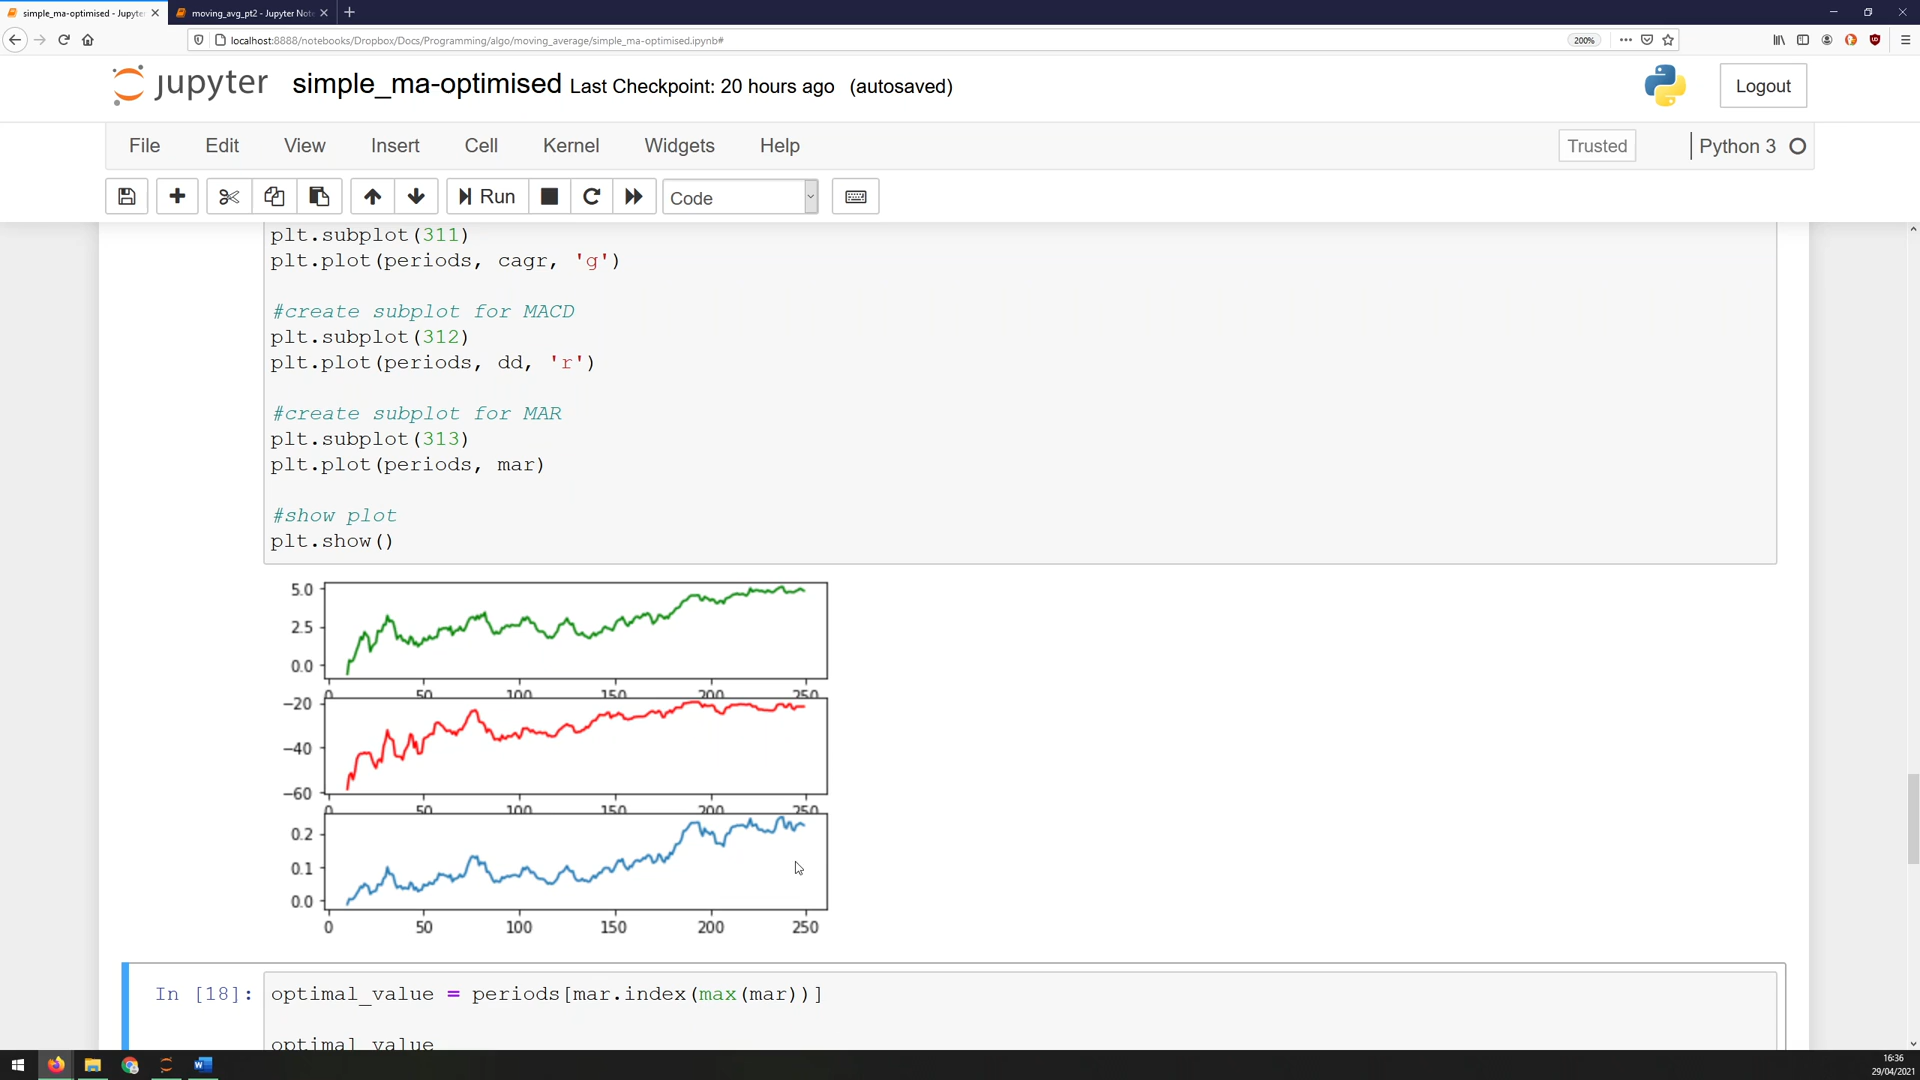 simple_ma-optimised - Jupyte
moving_avg_pt2 - Jupyter Not
localhost:8888/notebooks/Dropbox/Docs/Programming/algo/moving_average/simple_ma-optimised.ipynb#
200%
jupyter
simple_ma-optimised Last Checkpoint: 20 hours ago (autosaved)
Logout
File Edit View Insert Cell Kernel Widgets Help
Trusted
Python 3
Run
Code
plt.subplot(311)
plt.plot(periods, cagr, 'g')
#create subplot for MACD
plt.subplot(312)
plt.plot(periods, dd, 'r')
#create subplot for MAR
plt.subplot(313)
plt.plot(periods, mar)
#show plot
plt.show()
5.0
2.5
0.0
0 50 100 150 200 250
−20
−40
−60
0 50 100 150 200 250
0.2
0.1
0.0
0 50 100 150 200 250
In [18]: optimal_value = periods[mar.index(max(mar))]
optimal_value
16:36
29/04/2021